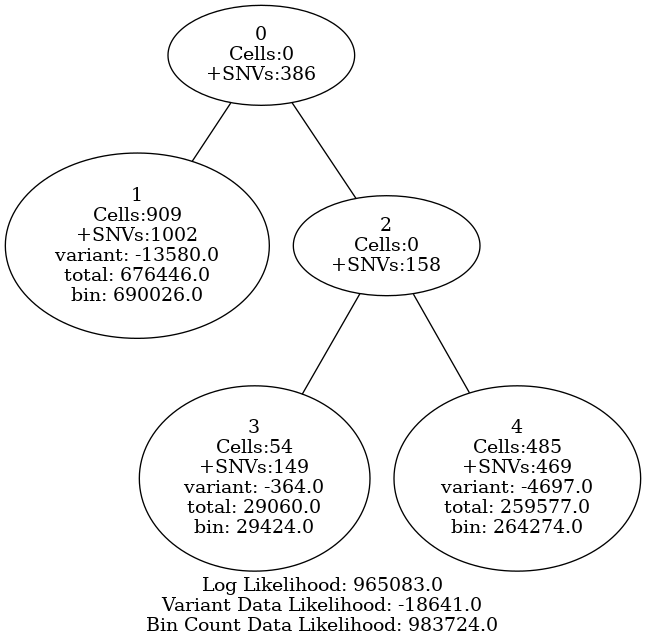 0
Cells:0
+SNVs:386
1
Cells:909
+SNVs:1002
variant: -13580.0
total: 676446.0
bin: 690026.0
2
Cells:0
+SNVs:158
3
Cells:54
+SNVs:149
variant: -364.0
total: 29060.0
bin: 29424.0
4
Cells:485
+SNVs:469
variant: -4697.0
total: 259577.0
bin: 264274.0
Log Likelihood: 965083.0
Variant Data Likelihood: -18641.0
Bin Count Data Likelihood: 983724.0